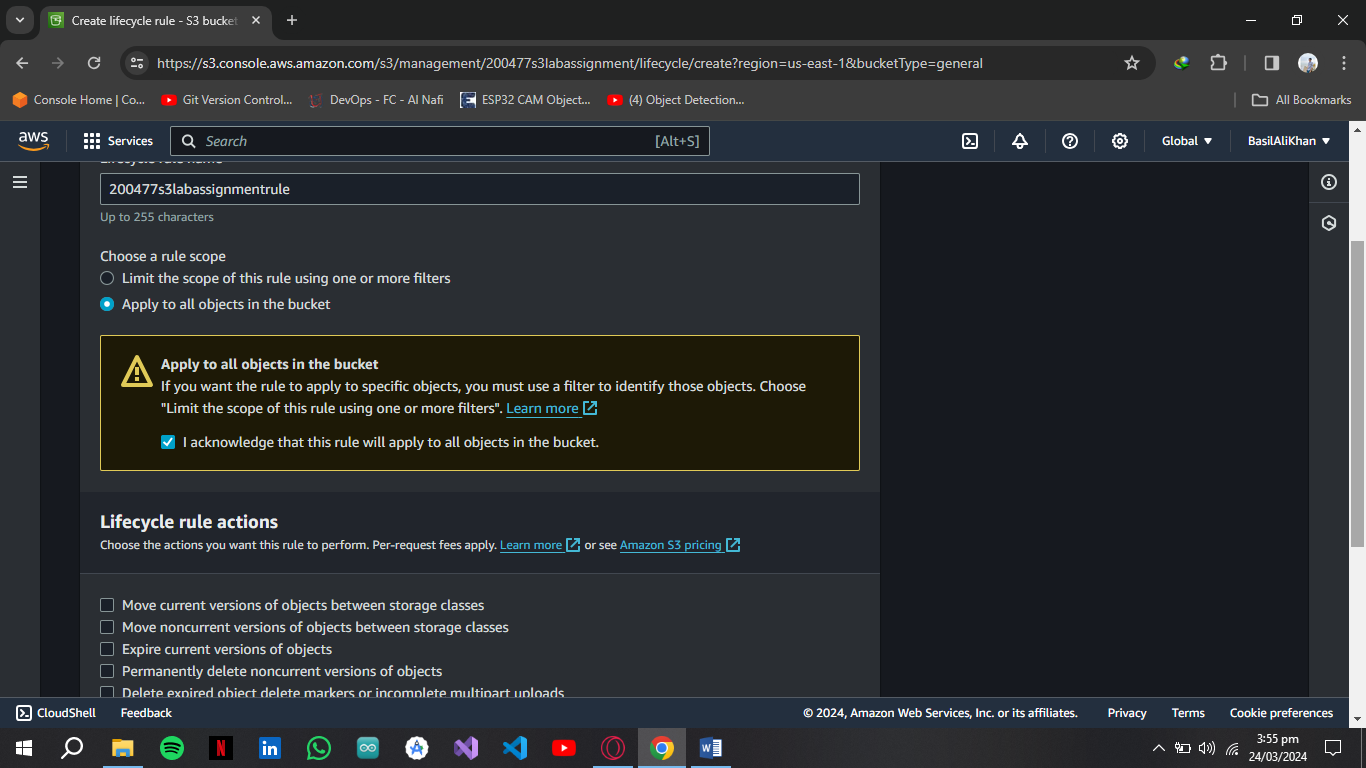 Create lifecycle rule - S3 bucket
https://s3.console.aws.amazon.com/s3/management/200477s3labassignment/lifecycle/create?region=us-east-1&bucketType=general
Console Home | Co...
Git Version Control...
DevOps - FC - Al Nafi
ESP32 CAM Object...
(4) Object Detection...
All Bookmarks
aws
Services
Search
[Alt+S]
Global
BasilAliKhan
Lifecycle rule name
200477s3labassignmentrule
Up to 255 characters
Choose a rule scope
Limit the scope of this rule using one or more filters
Apply to all objects in the bucket
Apply to all objects in the bucket
If you want the rule to apply to specific objects, you must use a filter to identify those objects. Choose
"Limit the scope of this rule using one or more filters". Learn more
I acknowledge that this rule will apply to all objects in the bucket.
Lifecycle rule actions
Choose the actions you want this rule to perform. Per-request fees apply. Learn more or see Amazon S3 pricing
Move current versions of objects between storage classes
Move noncurrent versions of objects between storage classes
Expire current versions of objects
Permanently delete noncurrent versions of objects
Delete expired object delete markers or incomplete multipart uploads
CloudShell
Feedback
© 2024, Amazon Web Services, Inc. or its affiliates.
Privacy
Terms
Cookie preferences
3:55 pm
24/03/2024